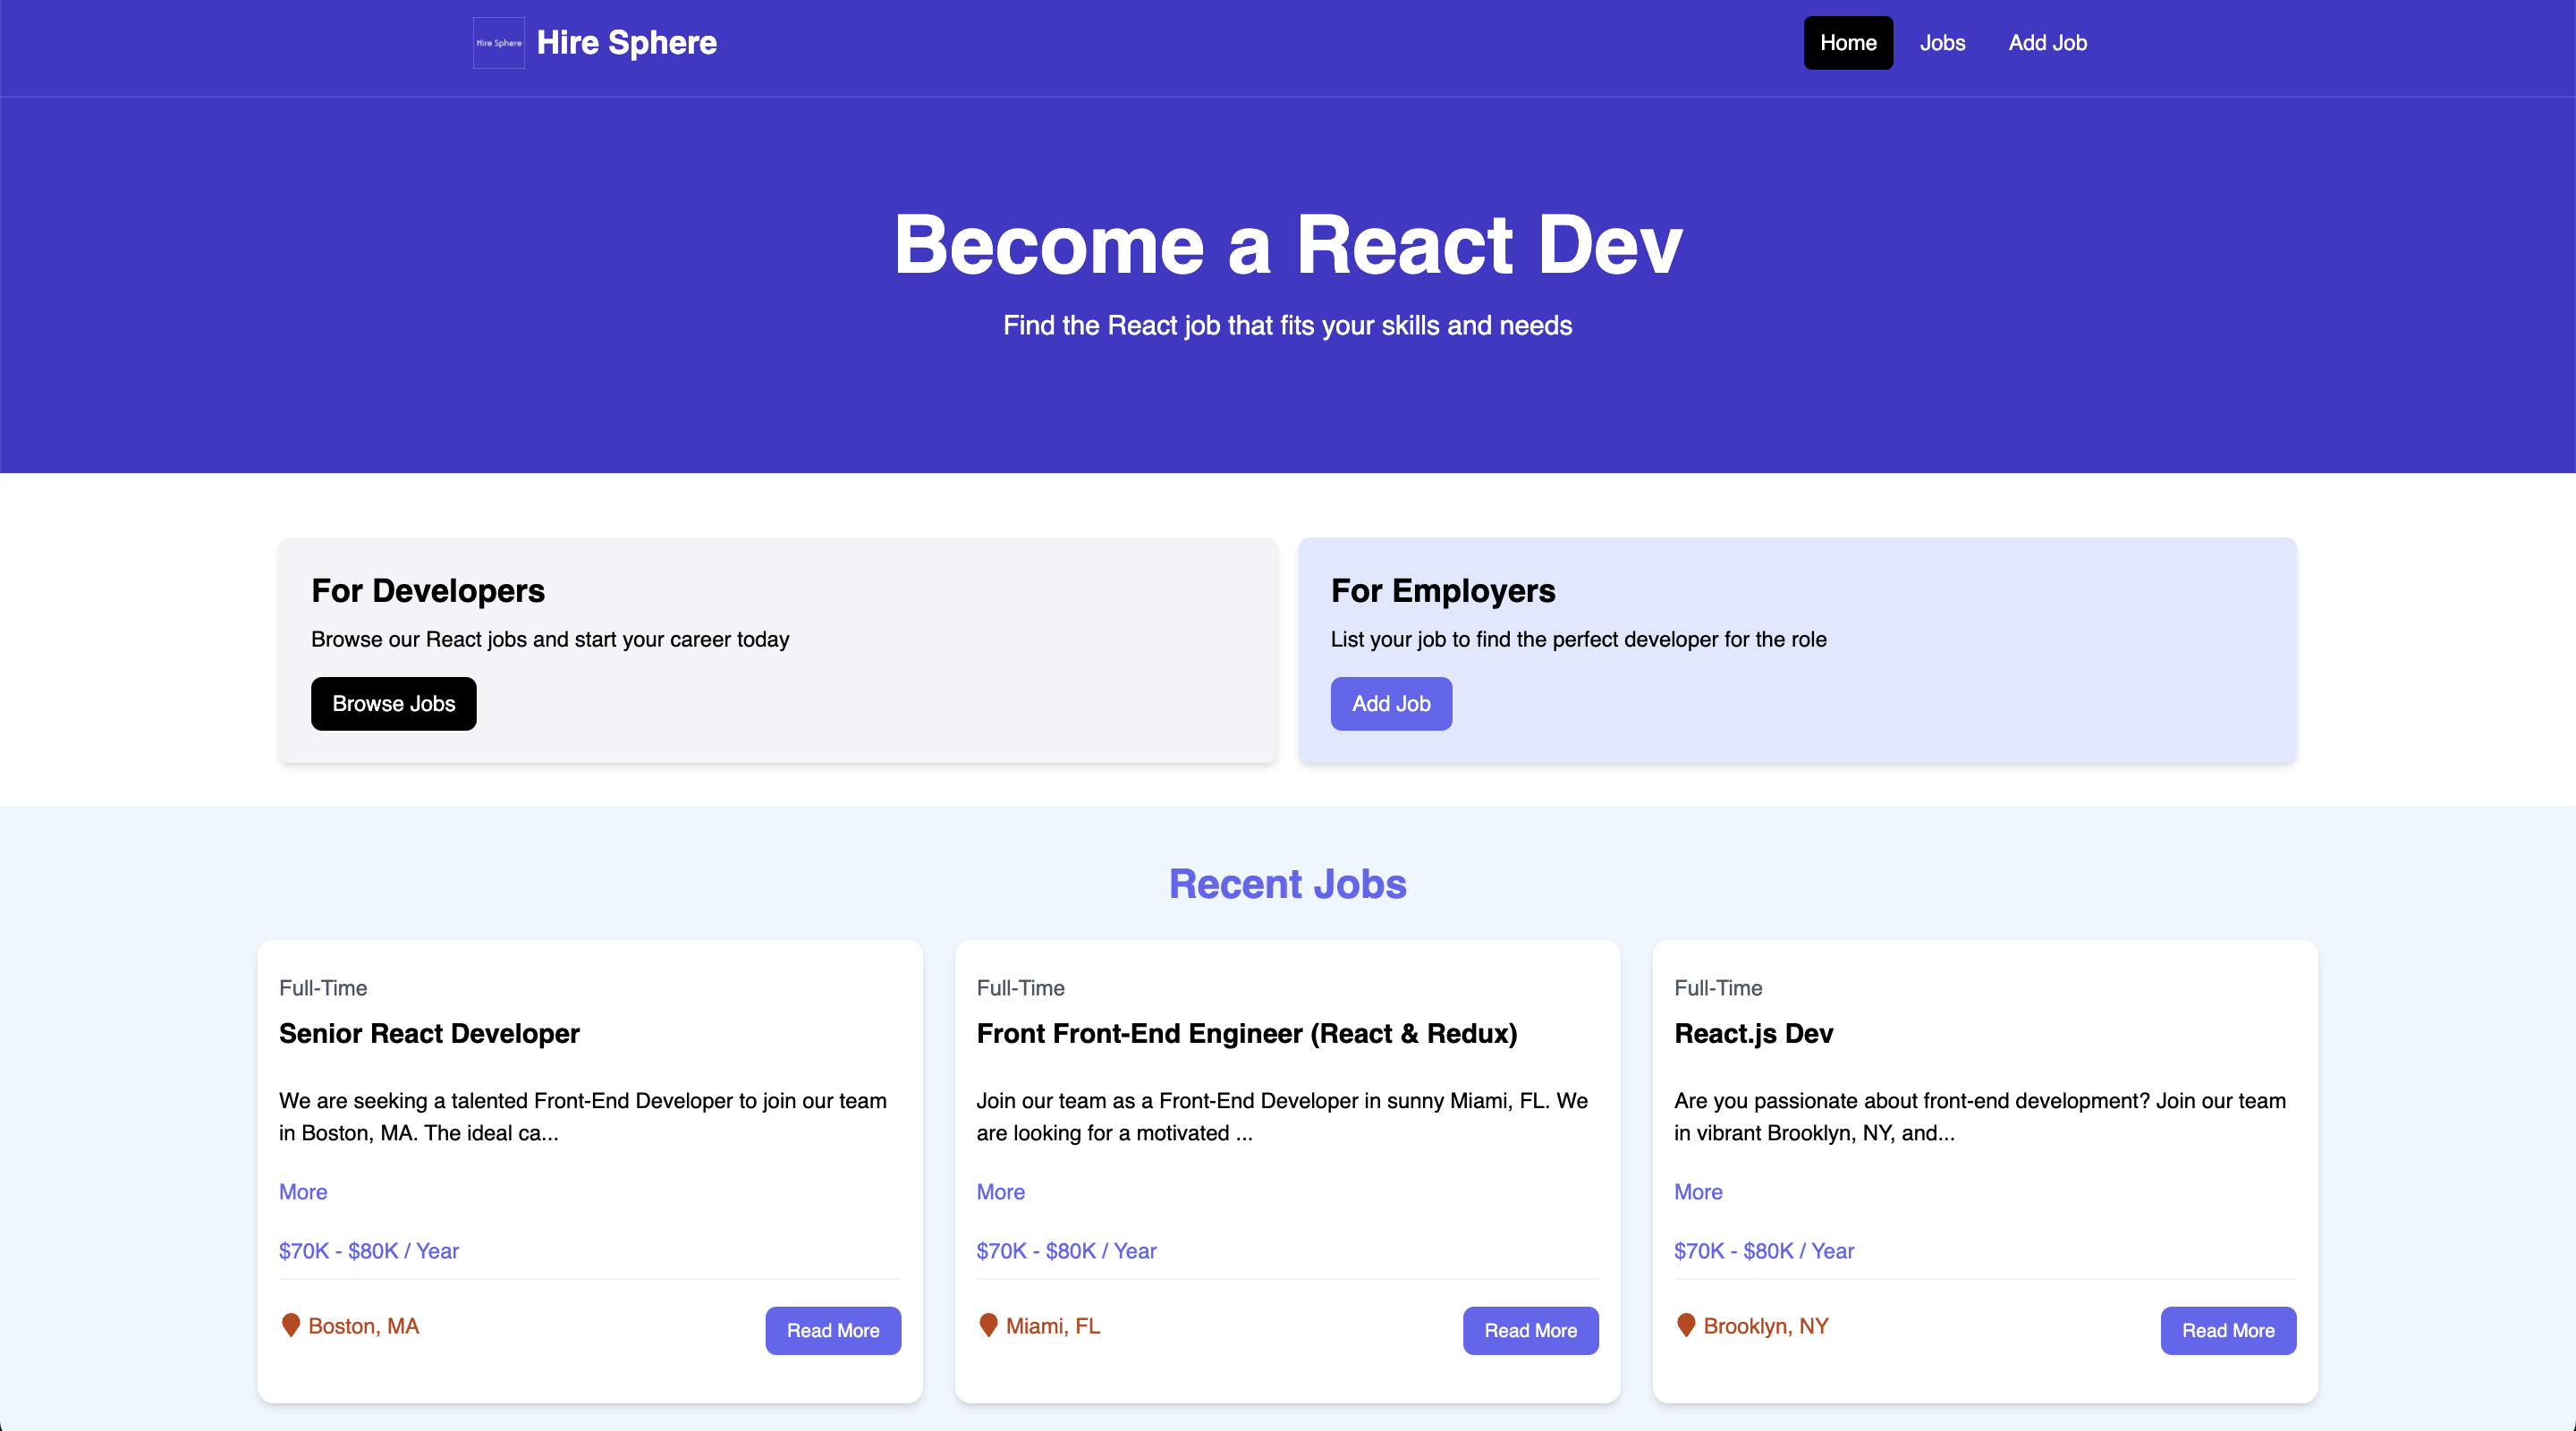 Hire Sphere
Hire Sphere
Home
Jobs
Add Job
Become a React Dev
Find the React job that fits your skills and needs
For Developers
Browse our React jobs and start your career today
Browse Jobs
For Employers
List your job to find the perfect developer for the role
Add Job
Recent Jobs
Full-Time
Senior React Developer
We are seeking a talented Front-End Developer to join our team
in Boston, MA. The ideal ca...
More
$70K - $80K / Year
Boston, MA
Read More
Full-Time
Front Front-End Engineer (React & Redux)
Join our team as a Front-End Developer in sunny Miami, FL. We
are looking for a motivated ...
More
$70K - $80K / Year
Miami, FL
Read More
Full-Time
React.js Dev
Are you passionate about front-end development? Join our team
in vibrant Brooklyn, NY, and...
More
$70K - $80K / Year
Brooklyn, NY
Read More